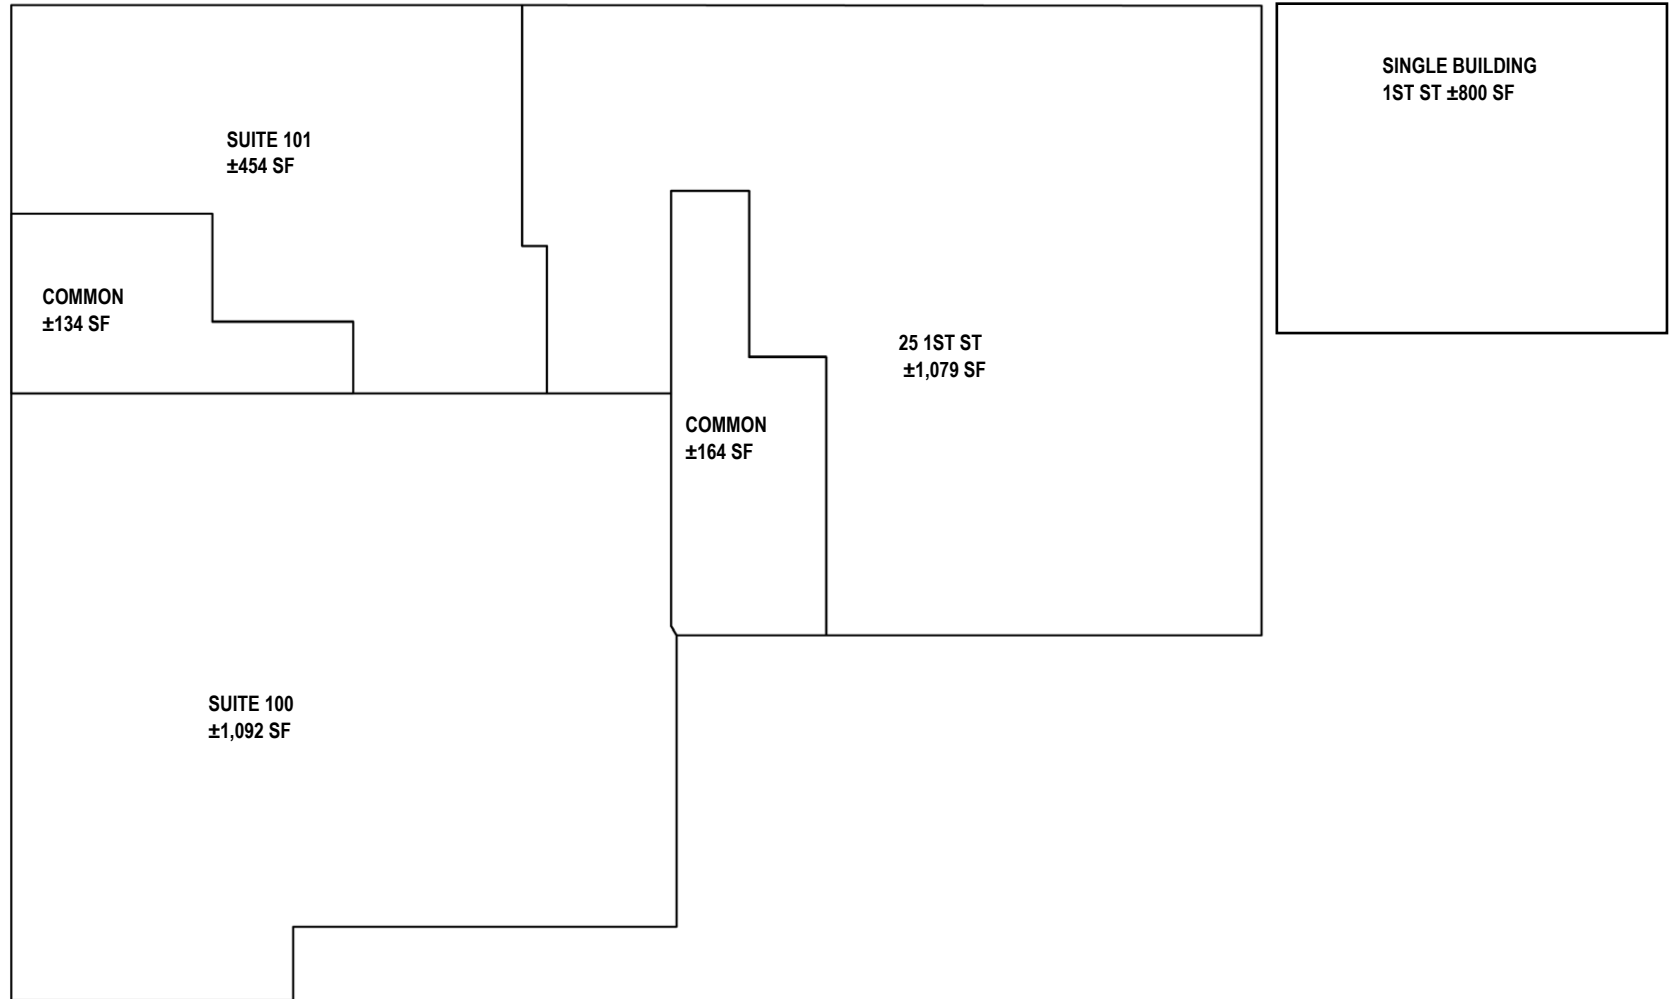 SINGLE BUILDING
1ST ST ±800 SF
SUITE 101
±454 SF
COMMON
±134 SF
25 1ST ST
±1,079 SF
COMMON
±164 SF
SUITE 100
±1,092 SF